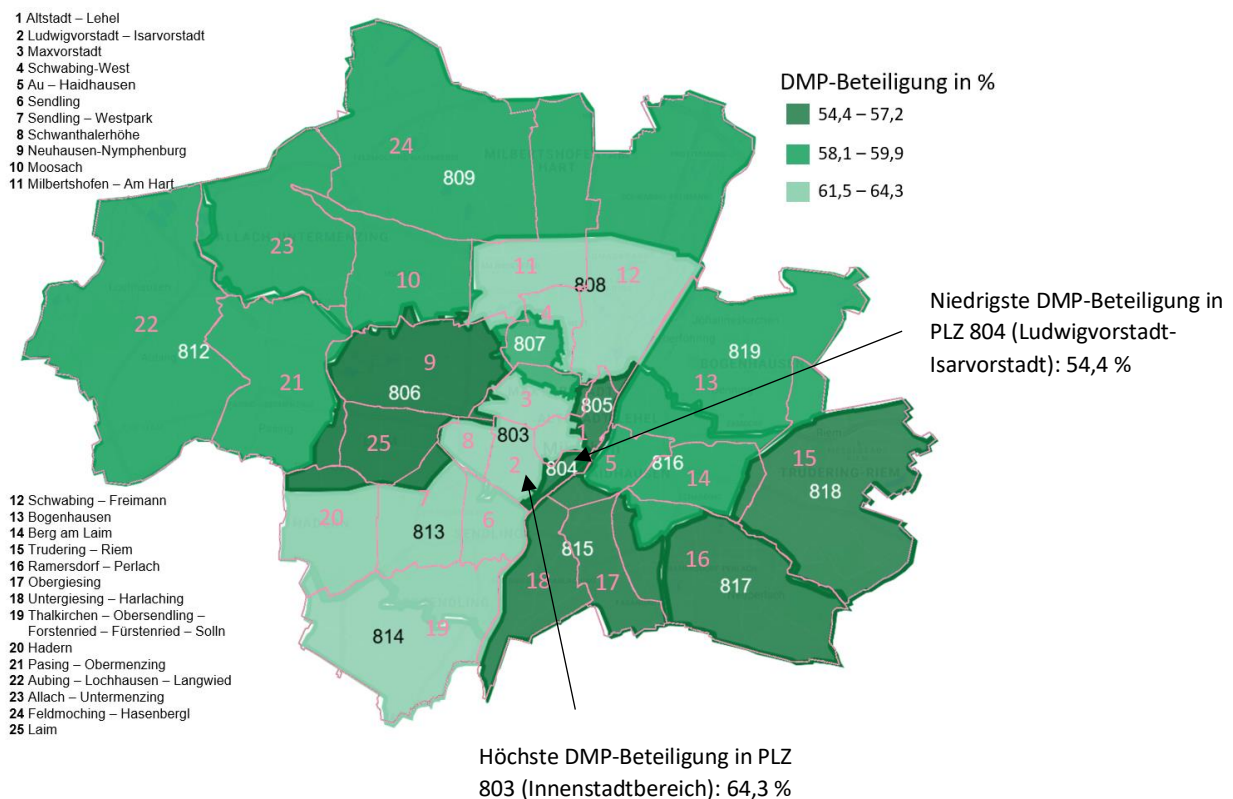 1 Altstadt – Lehel
2 Ludwigvorstadt – Isarvorstadt
3 Maxvorstadt
4 Schwabing-West
5 Au – Haidhausen
6 Sendling
7 Sendling – Westpark
8 Schwanthalerhöhe
9 Neuhausen-Nymphenburg
10 Moosach
11 Milbertshofen – Am Hart
DMP-Beteiligung in %
54,4 – 57,2
58,1 – 59,9
61,5 – 64,3
24
809
23
10
11
808
12
4
22
812
21
9
806
807
819
13
3
805
25
8
803
1
2
804
5
816
14
15
818
20
7
813
6
815
16
817
18
17
814
19
Niedrigste DMP-Beteiligung in
PLZ 804 (Ludwigvorstadt-
Isarvorstadt): 54,4 %
12 Schwabing – Freimann
13 Bogenhausen
14 Berg am Laim
15 Trudering – Riem
16 Ramersdorf – Perlach
17 Obergiesing
18 Untergiesing – Harlaching
19 Thalkirchen – Obersendling –
Forstenried – Fürstenried – Solln
20 Hadern
21 Pasing – Obermenzing
22 Aubing – Lochhausen – Langwied
23 Allach – Untermenzing
24 Feldmoching – Hasenbergl
25 Laim
Höchste DMP-Beteiligung in PLZ
803 (Innenstadtbereich): 64,3 %